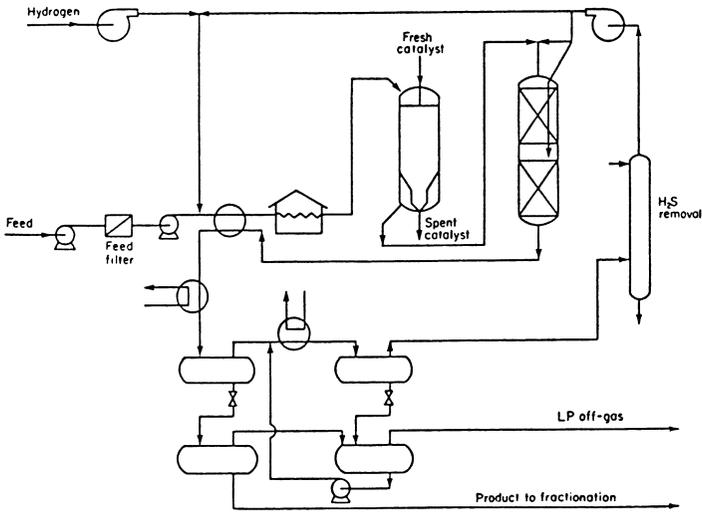 Hydrogen
Fresh
catalyst
H₂S
removal
Feed
Feed
filter
Spent
catalyst
LP off-gas
Product to fractionation